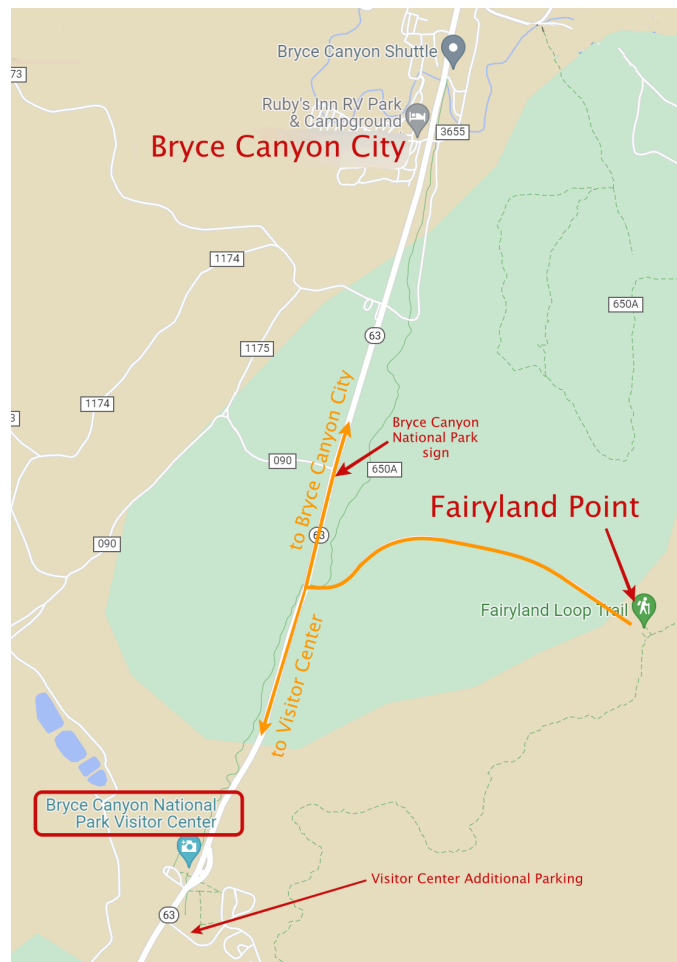 73
Bryce Canyon Shuttle
Ruby's Inn RV Park
& Campground
3655
Bryce Canyon City
1174
650A
63
1175
1174
3
to Bryce Canyon City
Bryce Canyon
National Park
sign
090
650A
Fairyland Point
63
090
Fairyland Loop Trail
to Visitor Center
Bryce Canyon National
Park Visitor Center
Visitor Center Additional Parking
63